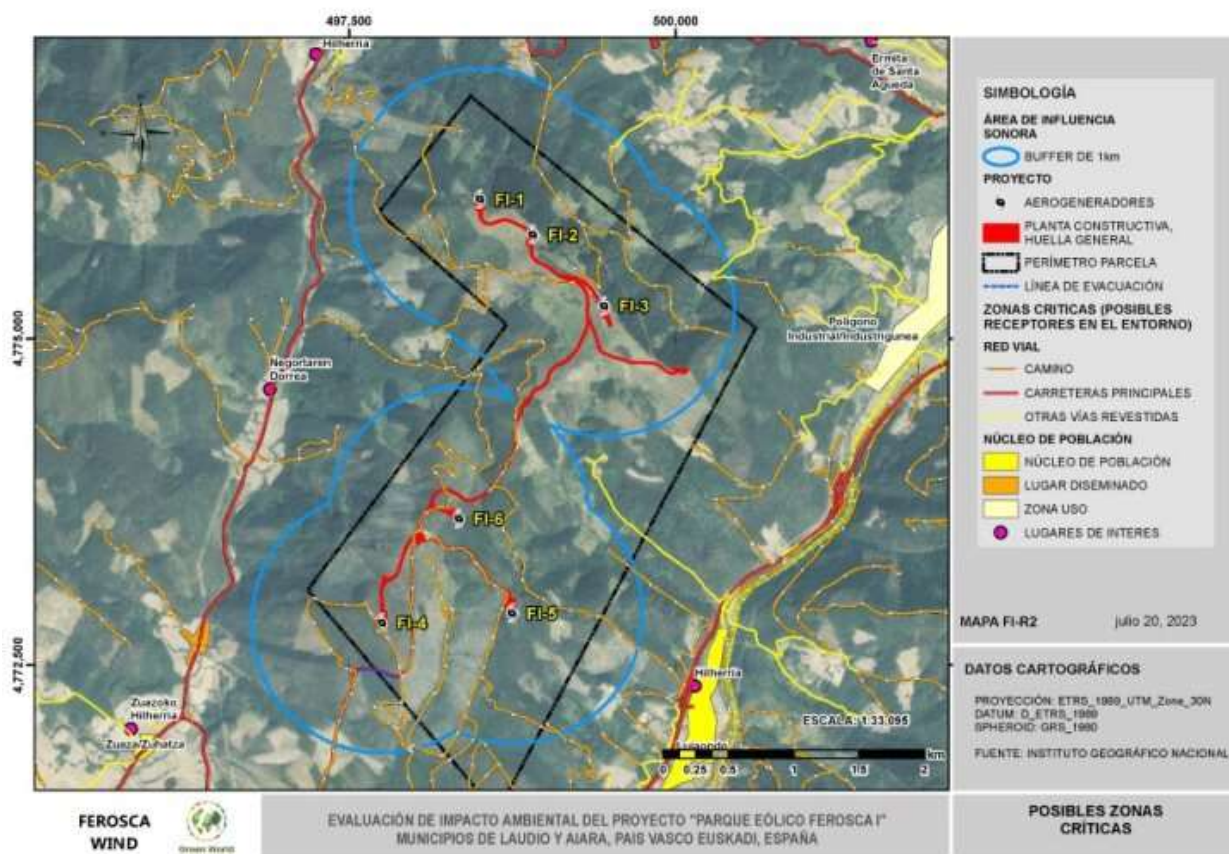 497,500
500,000
4,775,000
4,772,500
Hilherria
Ermita
de Santa
Agueda
FI-1
FI-2
FI-3
Polígono
Industrial/Industrigunea
Negortaren
Dorrea
FI-6
FI-4
FI-5
Hilherria
Zuazoko
Hilherria
Zuaza/Zuhatza
ESCALA: 1:33.095
km
0 0.25 0.5 1 1.5 2
SIMBOLOGÍA
ÁREA DE INFLUENCIA
SONORA
BUFFER DE 1km
PROYECTO
AEROGENERADORES
PLANTA CONSTRUCTIVA,
HUELLA GENERAL
PERÍMETRO PARCELA
LÍNEA DE EVACUACIÓN
ZONAS CRITICAS (POSIBLES
RECEPTORES EN EL ENTORNO)
RED VIAL
CAMINO
CARRETERAS PRINCIPALES
OTRAS VÍAS REVESTIDAS
NÚCLEO DE POBLACIÓN
NÚCLEO DE POBLACIÓN
LUGAR DISEMINADO
ZONA USO
LUGARES DE INTERES
MAPA FI-R2 julio 20, 2023
DATOS CARTOGRÁFICOS
PROYECCIÓN: ETRS_1989_UTM_Zone_30N
DATUM: D_ETRS_1989
SPHEROID: GRS_1980
FUENTE: INSTITUTO GEOGRÁFICO NACIONAL
FEROSCA
WIND
Green World
EVALUACIÓN DE IMPACTO AMBIENTAL DEL PROYECTO "PARQUE EÓLICO FEROSCA I"
MUNICIPIOS DE LAUDIO Y AIARA, PAIS VASCO EUSKADI, ESPAÑA
POSIBLES ZONAS
CRÍTICAS